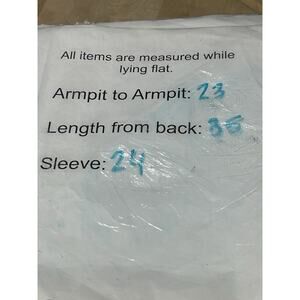 All items are measured while
lying flat.
Armpit to Armpit: 23
Length from back: 35
Sleeve: 24